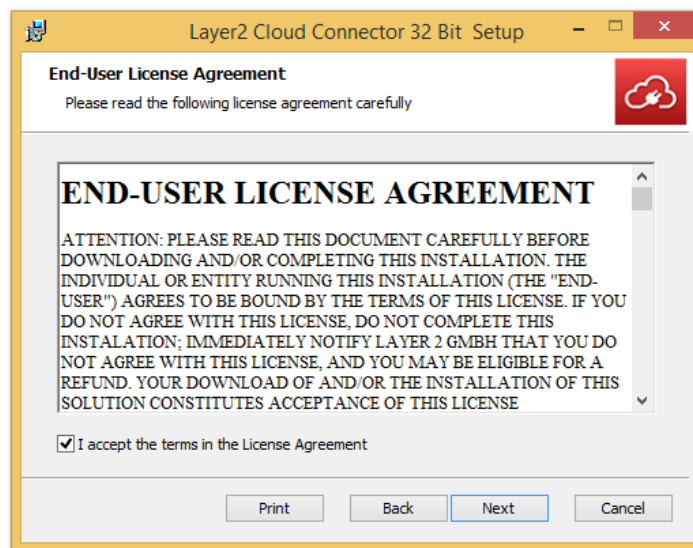 Layer2 Cloud Connector 32 Bit Setup
End-User License Agreement
Please read the following license agreement carefully
END-USER LICENSE AGREEMENT
ATTENTION: PLEASE READ THIS DOCUMENT CAREFULLY BEFORE
DOWNLOADING AND/OR COMPLETING THIS INSTALLATION. THE
INDIVIDUAL OR ENTITY RUNNING THIS INSTALLATION (THE "END-
USER") AGREES TO BE BOUND BY THE TERMS OF THIS LICENSE. IF YOU
DO NOT AGREE WITH THIS LICENSE, DO NOT COMPLETE THIS
INSTALATION; IMMEDIATELY NOTIFY LAYER 2 GMBH THAT YOU DO
NOT AGREE WITH THIS LICENSE, AND YOU MAY BE ELIGIBLE FOR A
REFUND. YOUR DOWNLOAD OF AND/OR THE INSTALLATION OF THIS
SOLUTION CONSTITUTES ACCEPTANCE OF THIS LICENSE
I accept the terms in the License Agreement
Print Back Next Cancel